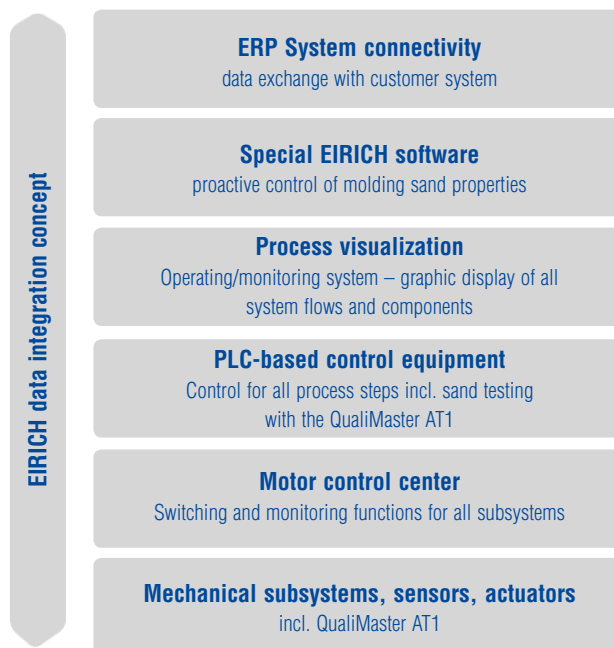 EIRICH data integration concept
ERP System connectivity
data exchange with customer system
Special EIRICH software
proactive control of molding sand properties
Process visualization
Operating/monitoring system – graphic display of all
system flows and components
PLC-based control equipment
Control for all process steps incl. sand testing
with the QualiMaster AT1
Motor control center
Switching and monitoring functions for all subsystems
Mechanical subsystems, sensors, actuators
incl. QualiMaster AT1